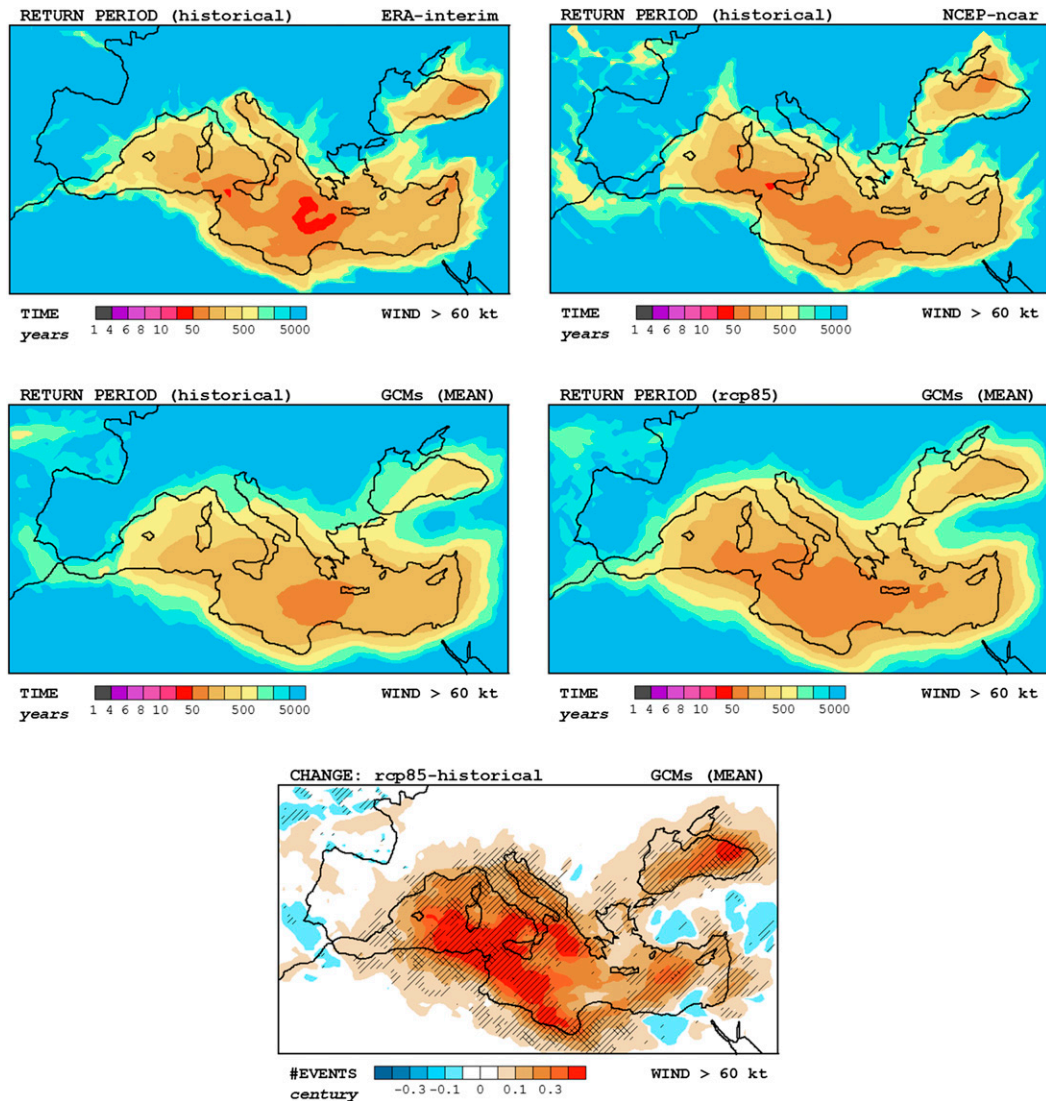 RETURN PERIOD (historical) ERA-interim
TIME 1 4 6 8 10 50 500 5000 WIND > 60 kt
years
RETURN PERIOD (historical) NCEP-ncar
TIME 1 4 6 8 10 50 500 5000 WIND > 60 kt
years
RETURN PERIOD (historical) GCMs (MEAN)
TIME 1 4 6 8 10 50 500 5000 WIND > 60 kt
years
RETURN PERIOD (rcp85) GCMs (MEAN)
TIME 1 4 6 8 10 50 500 5000 WIND > 60 kt
years
CHANGE: rcp85-historical GCMs (MEAN)
#EVENTS -0.3 -0.1 0 0.1 0.3 WIND > 60 kt
century